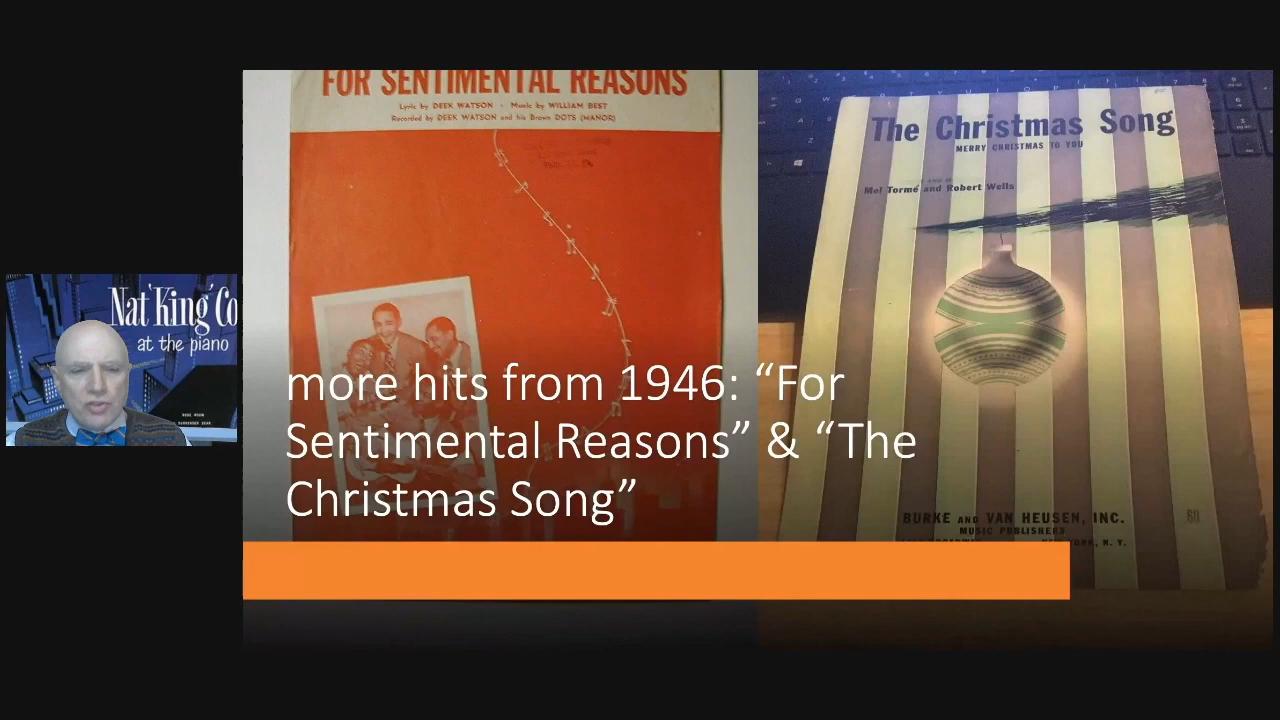 FOR SENTIMENTAL REASONS
Lyric by DEEK WATSON - Music by WILLIAM BEST
Recorded by DEEK WATSON and his Brown DOTS (MANOR)
The Christmas Song
MERRY CHRISTMAS TO YOU
Mel Tormé and Robert Wells
Nat 'King' Co
at the piano
more hits from 1946: “For
Sentimental Reasons” & “The
Christmas Song”
BURKE AND VAN HEUSEN, INC.
MUSIC PUBLISHERS
N. Y.